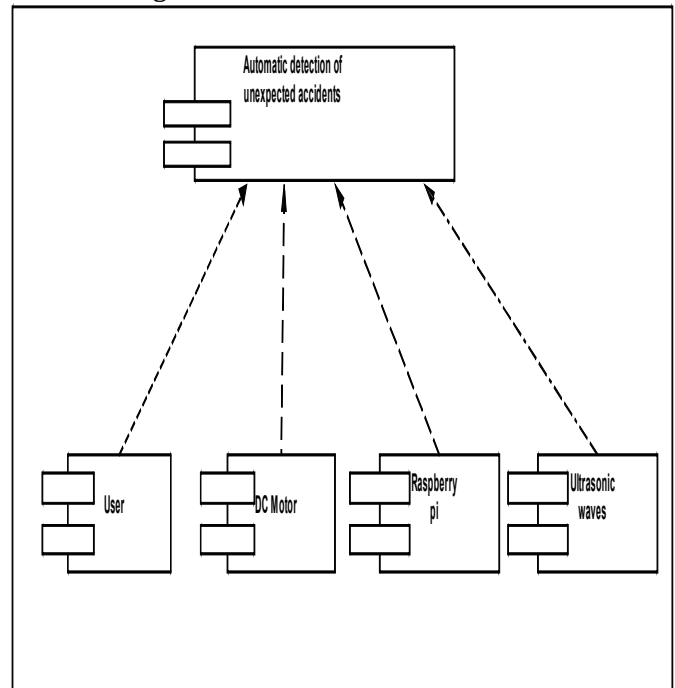 Automatic detection of
unexpected accidents
User
DC Motor
Raspberry
pi
Ultrasonic
waves